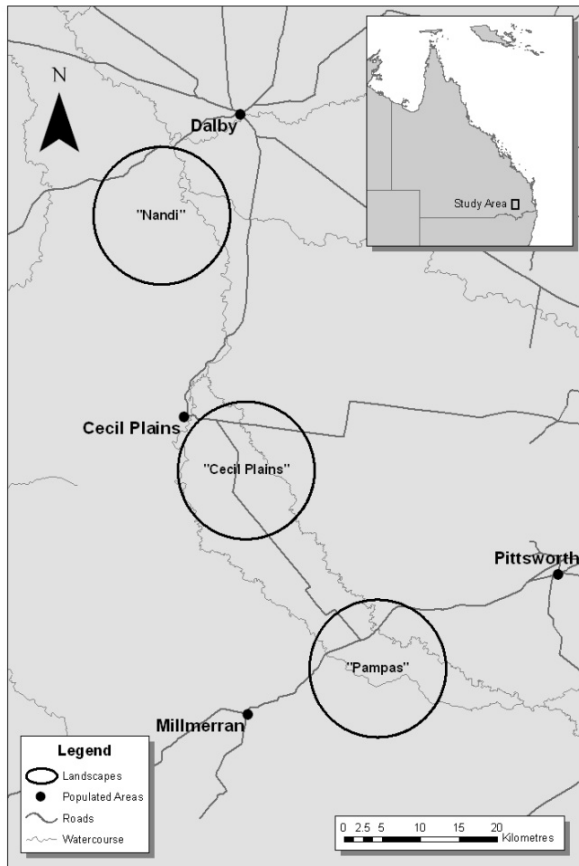 N
Dalby
"Nandi"
Study Area
Cecil Plains
"Cecil Plains"
Pittsworth
"Pampas"
Millmerran
Legend
Landscapes
Populated Areas
Roads
Watercourse
0 2.5 5 10 15 20
Kilometres